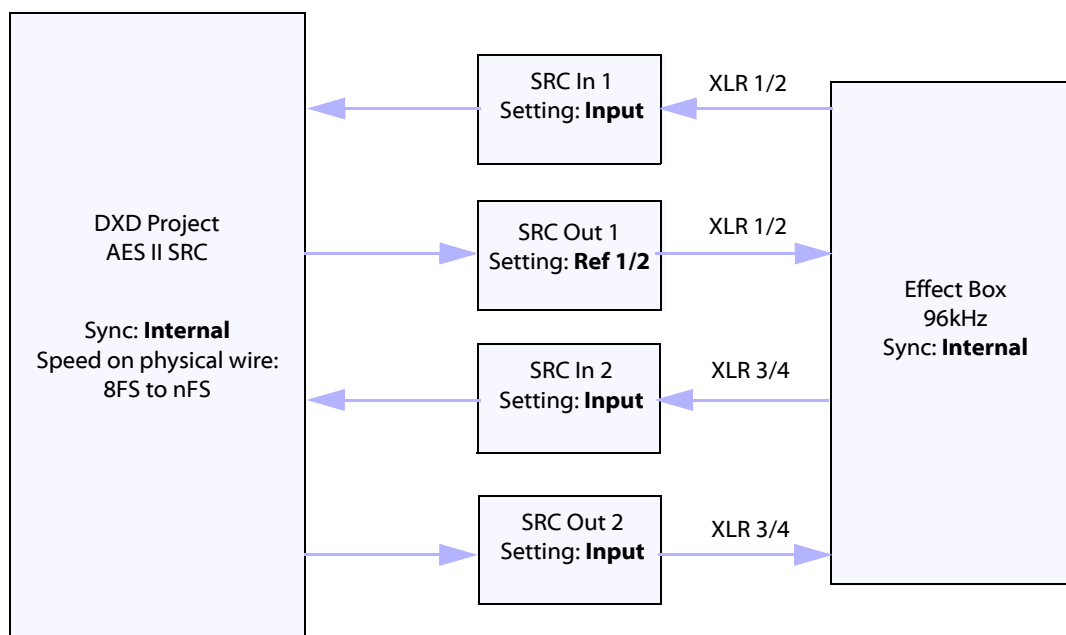 DXD Project
AES II SRC
Sync: Internal
Speed on physical wire:
8FS to nFS
SRC In 1
Setting: Input
XLR 1/2
SRC Out 1
Setting: Ref 1/2
XLR 1/2
SRC In 2
Setting: Input
XLR 3/4
SRC Out 2
Setting: Input
XLR 3/4
Effect Box
96kHz
Sync: Internal